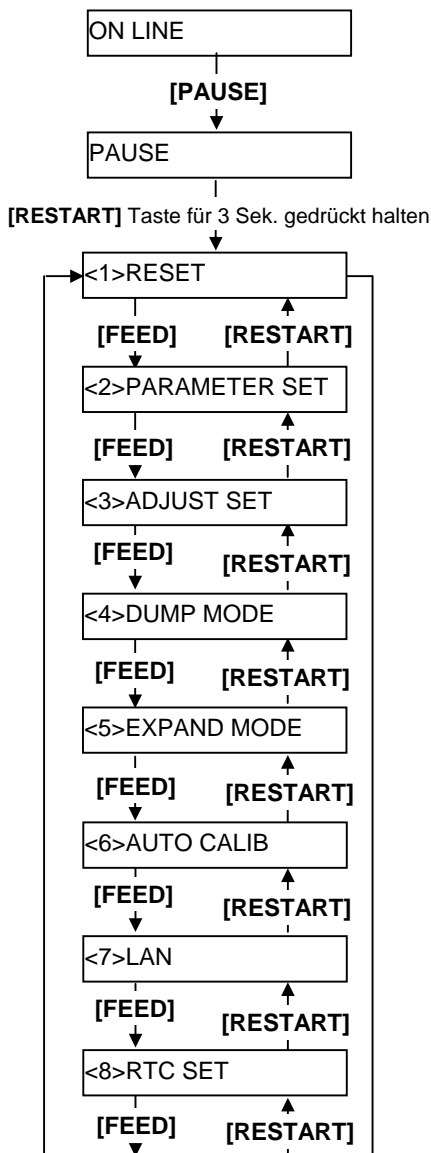 ON LINE
[PAUSE]
PAUSE
[RESTART] Taste für 3 Sek. gedrückt halten
<1>RESET
[FEED] [RESTART]
<2>PARAMETER SET
[FEED] [RESTART]
<3>ADJUST SET
[FEED] [RESTART]
<4>DUMP MODE
[FEED] [RESTART]
<5>EXPAND MODE
[FEED] [RESTART]
<6>AUTO CALIB
[FEED] [RESTART]
<7>LAN
[FEED] [RESTART]
<8>RTC SET
[FEED] [RESTART]